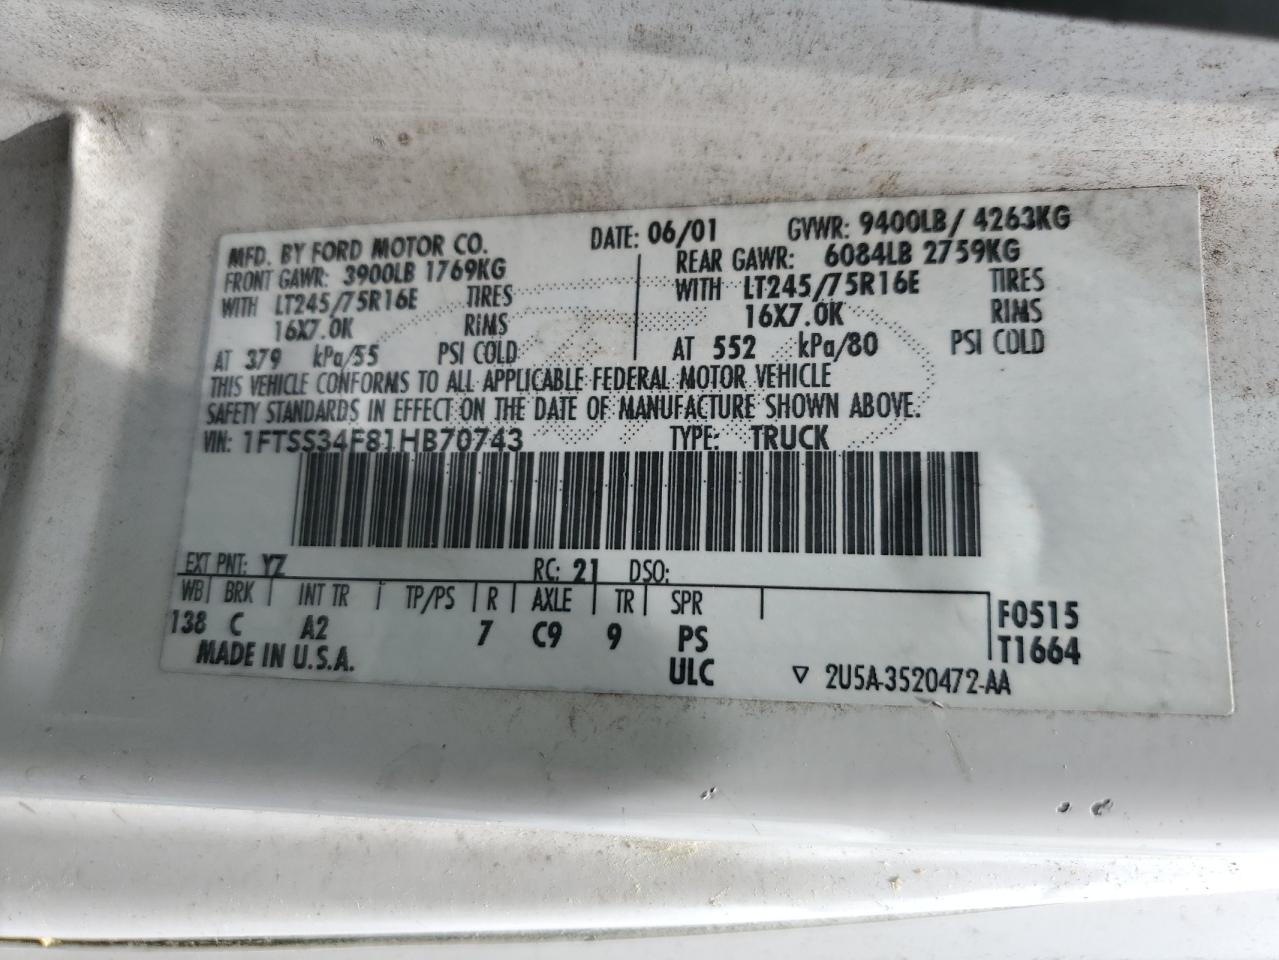 MFD. BY FORD MOTOR CO. DATE: 06/01 GVWR: 9400LB/ 4263KG
FRONT GAWR: 3900LB 1769KG REAR GAWR: 6084LB 2759KG
WITH LT245/75R16E TIRES WITH LT245/75R16E TIRES
16X7.0K RIMS 16X7.0K RIMS
AT 379 kPa/55 PSI COLD AT 552 kPa/80 PSI COLD
THIS VEHICLE CONFORMS TO ALL APPLICABLE FEDERAL MOTOR VEHICLE
SAFETY STANDARDS IN EFFECT ON THE DATE OF MANUFACTURE SHOWN ABOVE.
VIN: 1FTSS34F81HB70743 TYPE: TRUCK
EXT PNT: YZ RC: 21 DSO:
WB BRK INT TR TP/PS R AXLE TR SPR F0515
138 C A2 7 C9 9 PS T1664
MADE IN U.S.A. ULC ▽ 2U5A-3520472-AA